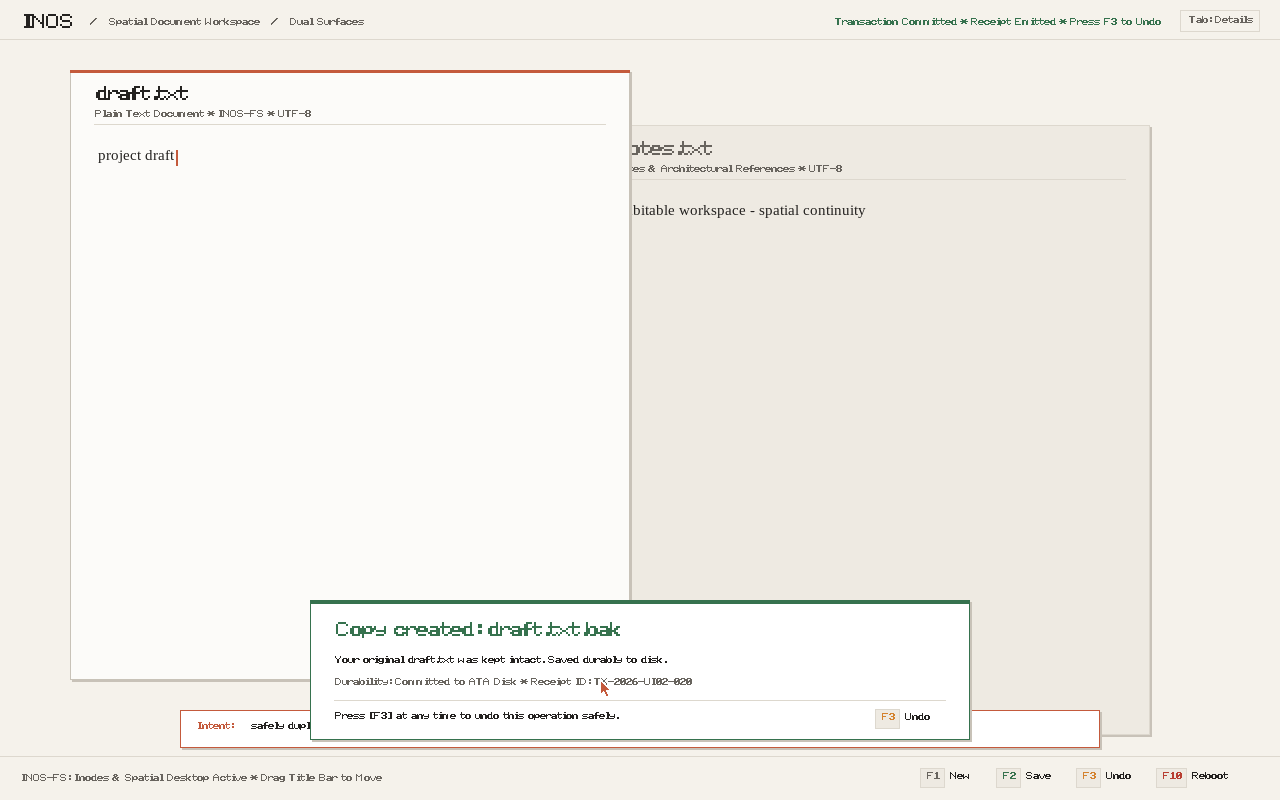 INOS / Spatial Document Workspace / Dual Surfaces
Transaction Committed * Receipt Emitted * Press F3 to Undo
Tab:Details
draft.txt
Plain Text Document * INOS-FS * UTF-8
project draft
otes.txt
es & Architectural References * UTF-8
bitable workspace - spatial continuity
Copy created: draft.txt.bak
Your original draft.txt was kept intact. Saved durably to disk.
Durability: Committed to ATA Disk * Receipt ID: TX-2026-UI02-020
Press [F3] at any time to undo this operation safely.
F3 Undo
Intent: safely dupl
INOS-FS: Inodes & Spatial Desktop Active * Drag Title Bar to Move
F1 New F2 Save F3 Undo F10 Reboot